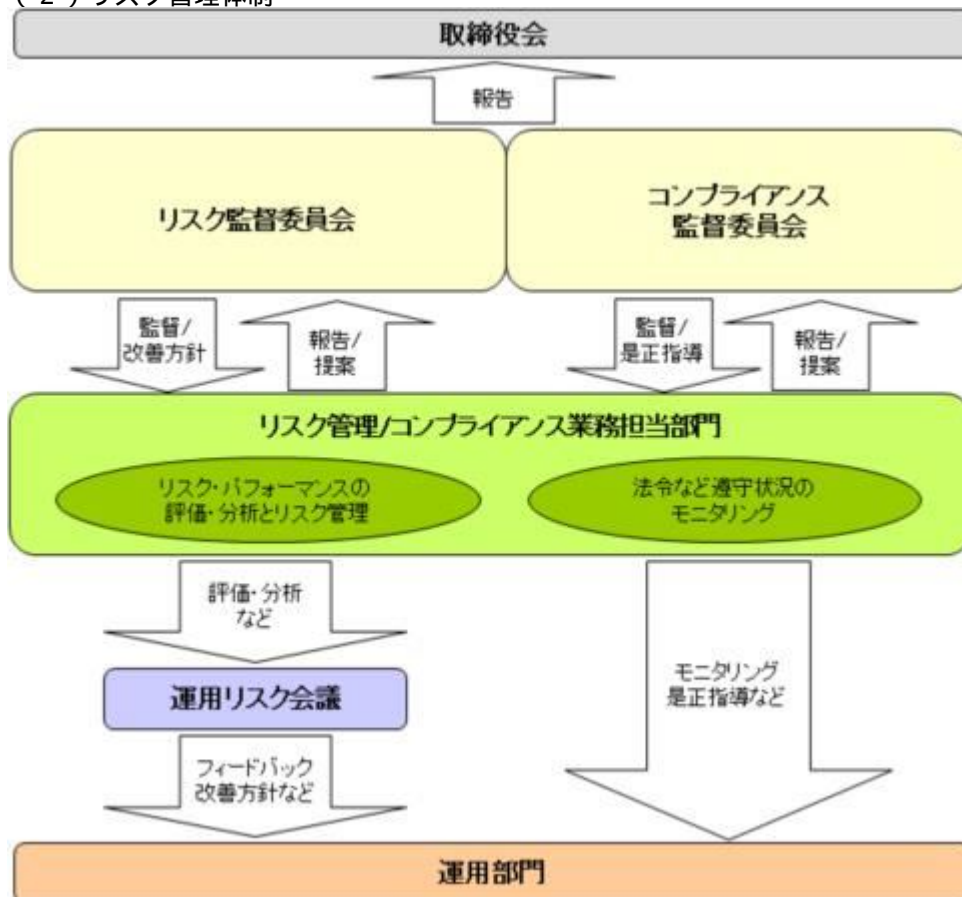 (2)リスク管理体制
取締役会
報告
リスク監督委員会
コンプライアンス
監督委員会
監督/
改善方針
報告/
提案
監督/
是正指導
報告/
提案
リスク管理/コンプライアンス業務担当部門
リスク・パフォーマンスの
評価・分析とリスク管理
法令など遵守状況の
モニタリング
評価・分析
など
運用リスク会議
モニタリング
是正指導など
フィードバック
改善方針など
運用部門